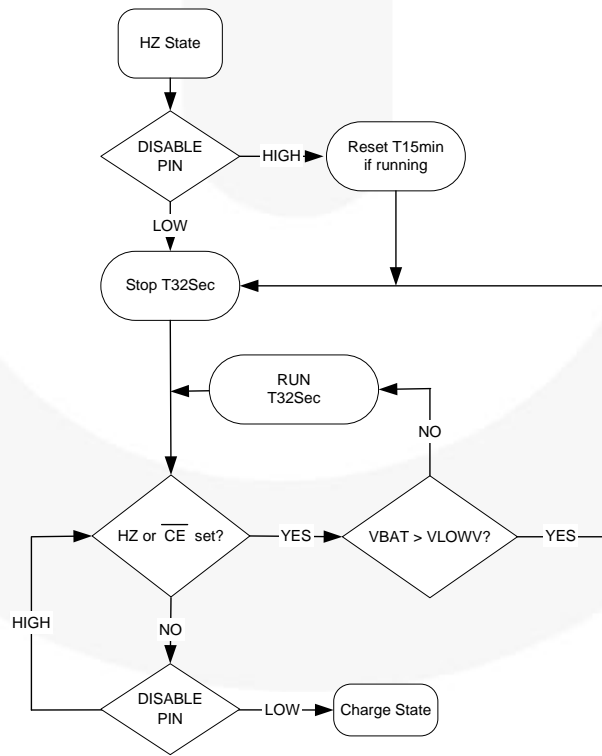 HZ State
DISABLE
PIN
HIGH
Reset T15min
if running
LOW
Stop T32Sec
RUN
T32Sec
NO
HZ or C̅E̅ set?
YES
VBAT > VLOWV?
YES
HIGH
NO
DISABLE
PIN
LOW
Charge State